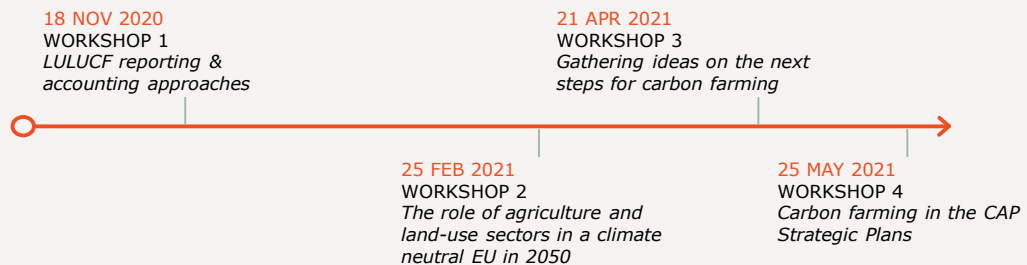 18 NOV 2020
WORKSHOP 1
LULUCF reporting &
accounting approaches
21 APR 2021
WORKSHOP 3
Gathering ideas on the next
steps for carbon farming
25 FEB 2021
WORKSHOP 2
The role of agriculture and
land-use sectors in a climate
neutral EU in 2050
25 MAY 2021
WORKSHOP 4
Carbon farming in the CAP
Strategic Plans